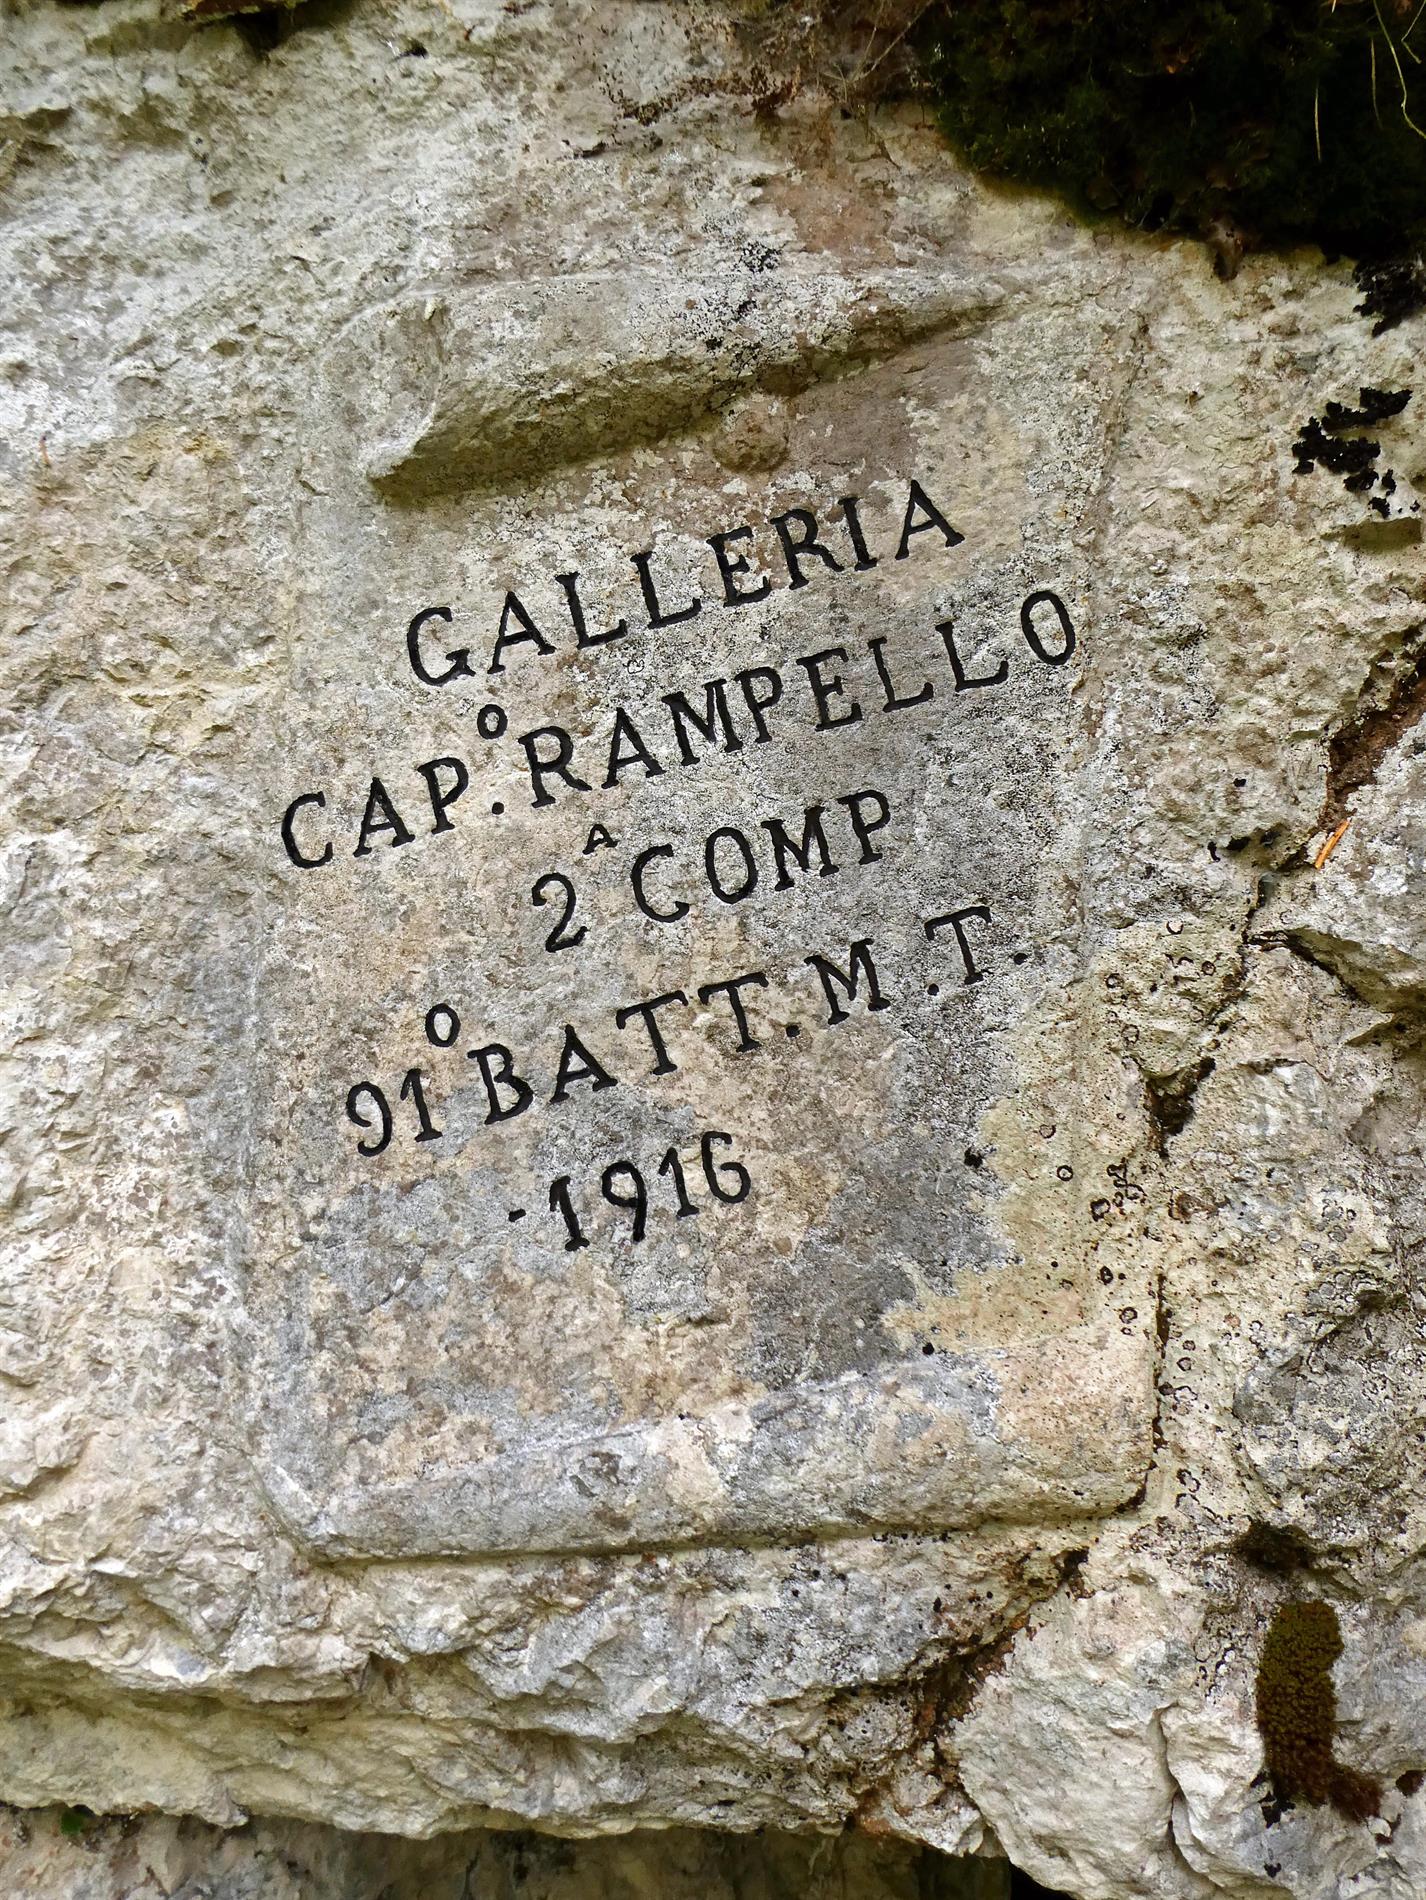 GALLERIA
CAP.º RAMPELLO
2ᴬ COMP
91º BATT. M.T.
-1916